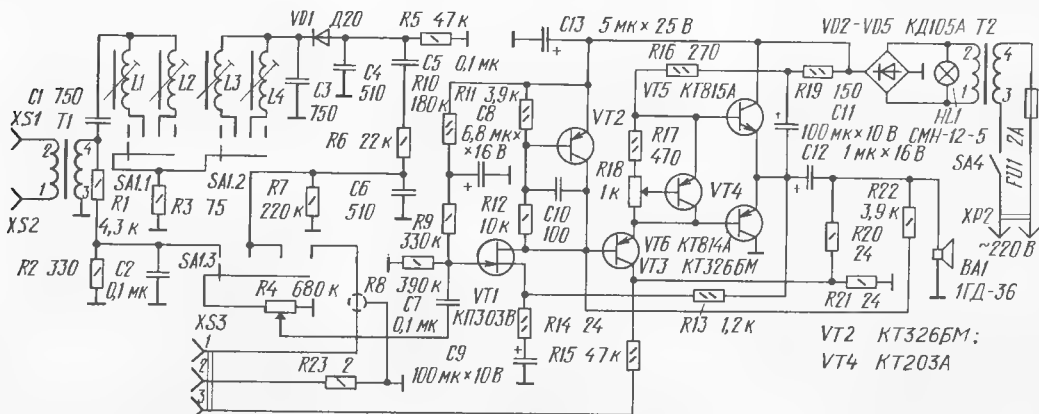 C13 5 мк × 25 В
VD1 Д20
R5 47 к
VD2-VD5 КД105А Т2
R16 270
C1 750
T1
L1
L2
L3
L4
C3
750
C4
510
C5
0,1 мк
R10
180 к
R11
3,9 к
C8
6,8 мк×
×16 В
VT2
VT5 КТ815А
R19 150
C11
100 мк×10 В
C12 1 мк×16 В
HL1
СМН-12-5
2
1
4
3
FU1 2А
SA4
XP2
~220 В
XS1
XS2
2
1
4
3
R1
4,3 к
SA1.1
R3 75
SA1.2
R6 22 к
R7
220 к
C6
510
R9
330 к
R12
10 к
C10
100
R17
470
R18
1 к
VT4
VT6 КТ814А
VT3 КТ326БМ
R22
3,9 к
R20
24
BA1
1ГД-36
R2 330
C2
0,1 мк
SA1.3
R4 680 к
R8
390 к
C7
0,1 мк
VT1
КП303В
R14 24
R13 1,2 к
R21 24
XS3
1
2
3
R23 2
C9
100 мк×10 В
R15 47 к
VT2 КТ326БМ;
VT4 КТ203А